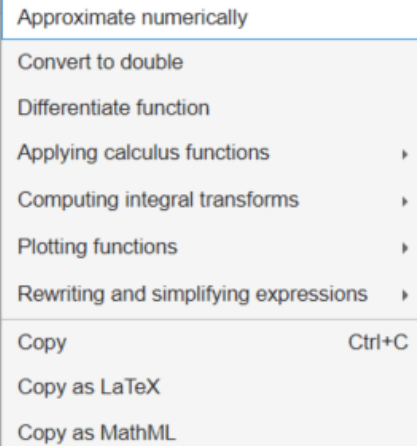 Approximate numerically
Convert to double
Differentiate function
Applying calculus functions
Computing integral transforms
Plotting functions
Rewriting and simplifying expressions
Copy Ctrl+C
Copy as LaTeX
Copy as MathML